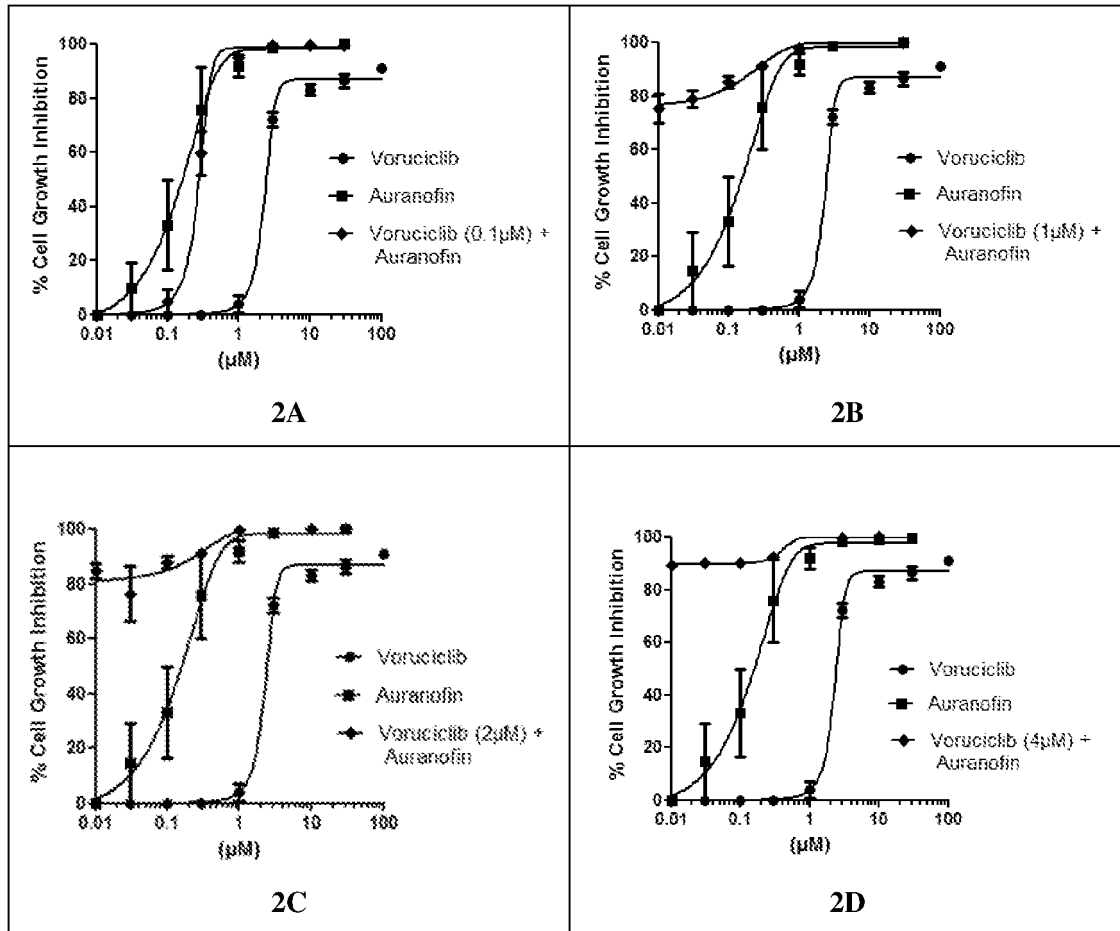 % Cell Growth Inhibition
100
80
60
40
20
0
0.01
0.1
1
10
100
(µM)
Voruciclib
Auranofin
Voruciclib (0.1µM) +
Auranofin
2A
% Cell Growth Inhibition
100
80
60
40
20
0
0.01
0.1
1
10
100
(µM)
Voruciclib
Auranofin
Voruciclib (1µM) +
Auranofin
2B
% Cell Growth Inhibition
100
80
60
40
20
0
0.01
0.1
1
10
100
(µM)
Voruciclib
Auranofin
Voruciclib (2µM) +
Auranofin
2C
% Cell Growth Inhibition
100
80
60
40
20
0
0.01
0.1
1
10
100
(µM)
Voruciclib
Auranofin
Voruciclib (4µM) +
Auranofin
2D